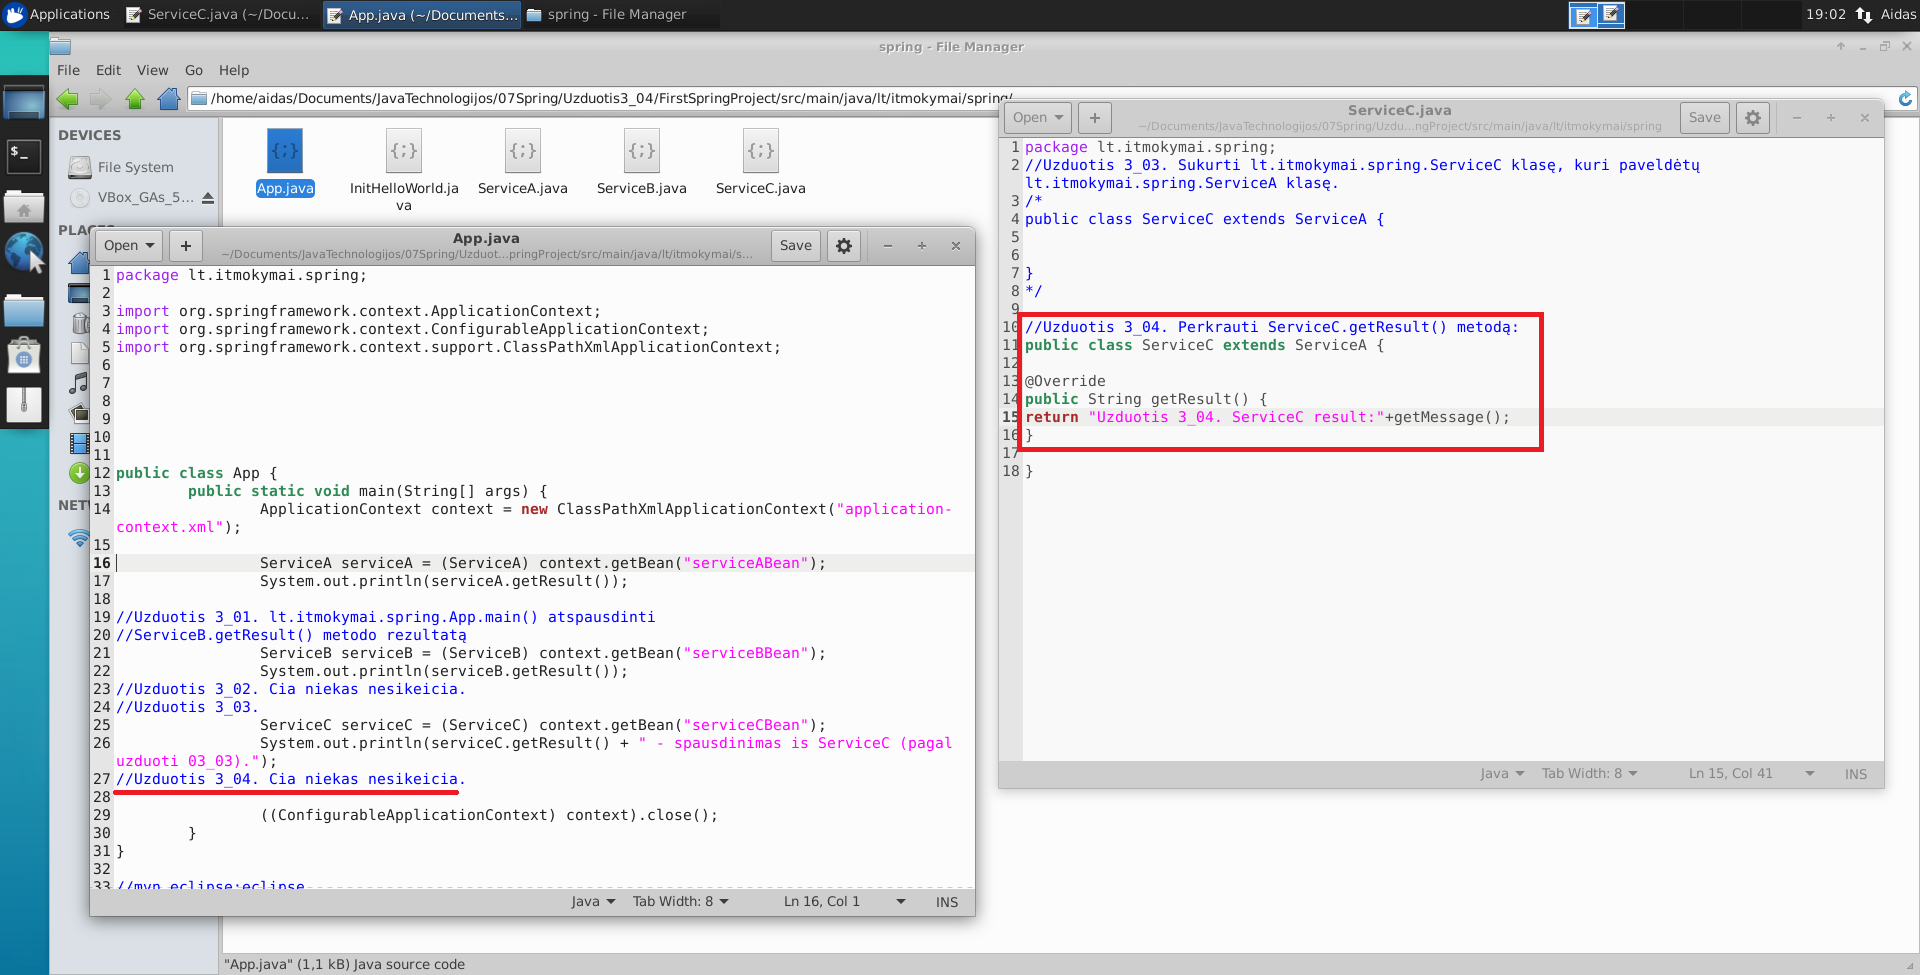 Applications
ServiceC.java (~/Docu...
App.java (~/Documents...
spring - File Manager
19:02
Aidas
spring - File Manager
File Edit View Go Help
/home/aidas/Documents/JavaTechnologijos/07Spring/Uzduotis3_04/FirstSpringProject/src/main/java/lt/itmokymai/spring/
DEVICES
File System
VBox_GAs_5...
PLACES
NETW
App.java
InitHelloWorld.ja
va
ServiceA.java
ServiceB.java
ServiceC.java
Open
App.java
~/Documents/JavaTechnologijos/07Spring/Uzduot...pringProject/src/main/java/lt/itmokymai/s...
Save
1 package lt.itmokymai.spring;
2
3 import org.springframework.context.ApplicationContext;
4 import org.springframework.context.ConfigurableApplicationContext;
5 import org.springframework.context.support.ClassPathXmlApplicationContext;
6
7
8
9
10
11
12 public class App {
13 public static void main(String[] args) {
14 ApplicationContext context = new ClassPathXmlApplicationContext("application-
context.xml");
15
16 ServiceA serviceA = (ServiceA) context.getBean("serviceABean");
17 System.out.println(serviceA.getResult());
18
19 //Uzduotis 3_01. lt.itmokymai.spring.App.main() atspausdinti
20 //ServiceB.getResult() metodo rezultatą
21 ServiceB serviceB = (ServiceB) context.getBean("serviceBBean");
22 System.out.println(serviceB.getResult());
23 //Uzduotis 3_02. Cia niekas nesikeicia.
24 //Uzduotis 3_03.
25 ServiceC serviceC = (ServiceC) context.getBean("serviceCBean");
26 System.out.println(serviceC.getResult() + " - spausdinimas is ServiceC (pagal
uzduoti 03_03).");
27 //Uzduotis 3_04. Cia niekas nesikeicia.
28
29 ((ConfigurableApplicationContext) context).close();
30 }
31 }
32
33 //mvn eclipse:eclipse
Java Tab Width: 8 Ln 16, Col 1 INS
Open
ServiceC.java
~/Documents/JavaTechnologijos/07Spring/Uzdu...ngProject/src/main/java/lt/itmokymai/spring
Save
1 package lt.itmokymai.spring;
2 //Uzduotis 3_03. Sukurti lt.itmokymai.spring.ServiceC klasę, kuri paveldėtų
lt.itmokymai.spring.ServiceA klasę.
3 /*
4 public class ServiceC extends ServiceA {
5
6
7 }
8 */
9
10 //Uzduotis 3_04. Perkrauti ServiceC.getResult() metodą:
11 public class ServiceC extends ServiceA {
12
13 @Override
14 public String getResult() {
15 return "Uzduotis 3_04. ServiceC result:"+getMessage();
16 }
17
18 }
Java Tab Width: 8 Ln 15, Col 41 INS
"App.java" (1,1 kB) Java source code